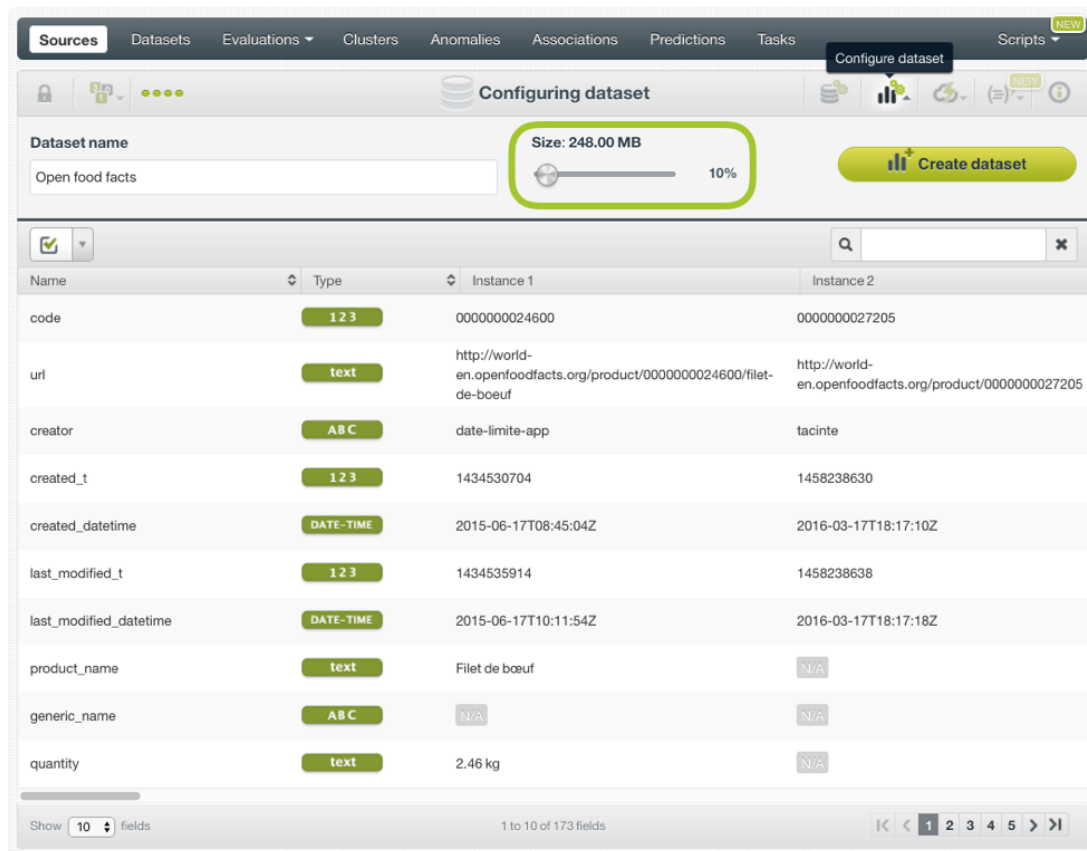 NEW
Sources Datasets Evaluations Clusters Anomalies Associations Predictions Tasks Scripts
Configure dataset
Configuring dataset
NEW
Dataset name
Size: 248.00 MB
Open food facts
10%
Create dataset
Name Type Instance 1 Instance 2
code 123 0000000024600 0000000027205
url text http://world-
en.openfoodfacts.org/product/0000000024600/filet-
de-boeuf
http://world-
en.openfoodfacts.org/product/0000000027205
creator ABC date-limite-app tacinte
created_t 123 1434530704 1458238630
created_datetime DATE-TIME 2015-06-17T08:45:04Z 2016-03-17T18:17:10Z
last_modified_t 123 1434535914 1458238638
last_modified_datetime DATE-TIME 2015-06-17T10:11:54Z 2016-03-17T18:17:18Z
product_name text Filet de bœuf N/A
generic_name ABC N/A N/A
quantity text 2.46 kg N/A
Show 10 fields 1 to 10 of 173 fields 1 2 3 4 5